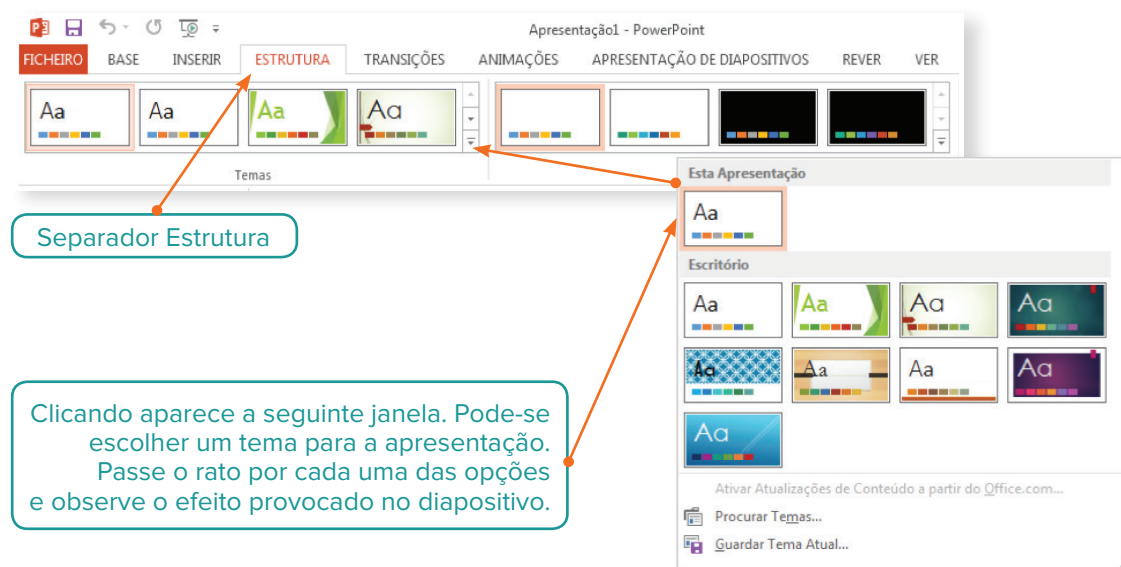 Apresentação1 - PowerPoint
FICHEIRO BASE INSERIR ESTRUTURA TRANSIÇÕES ANIMAÇÕES APRESENTAÇÃO DE DIAPOSITIVOS REVER VER
Aa Aa Aa Aa
Temas
Separador Estrutura
Esta Apresentação
Aa
Escritório
Aa Aa Aa Aa
Aa Aa Aa Aa
Aa
Clicando aparece a seguinte janela. Pode-se
escolher um tema para a apresentação.
Passe o rato por cada uma das opções
e observe o efeito provocado no diapositivo.
Ativar Atualizações de Conteúdo a partir do Office.com...
Procurar Temas...
Guardar Tema Atual...